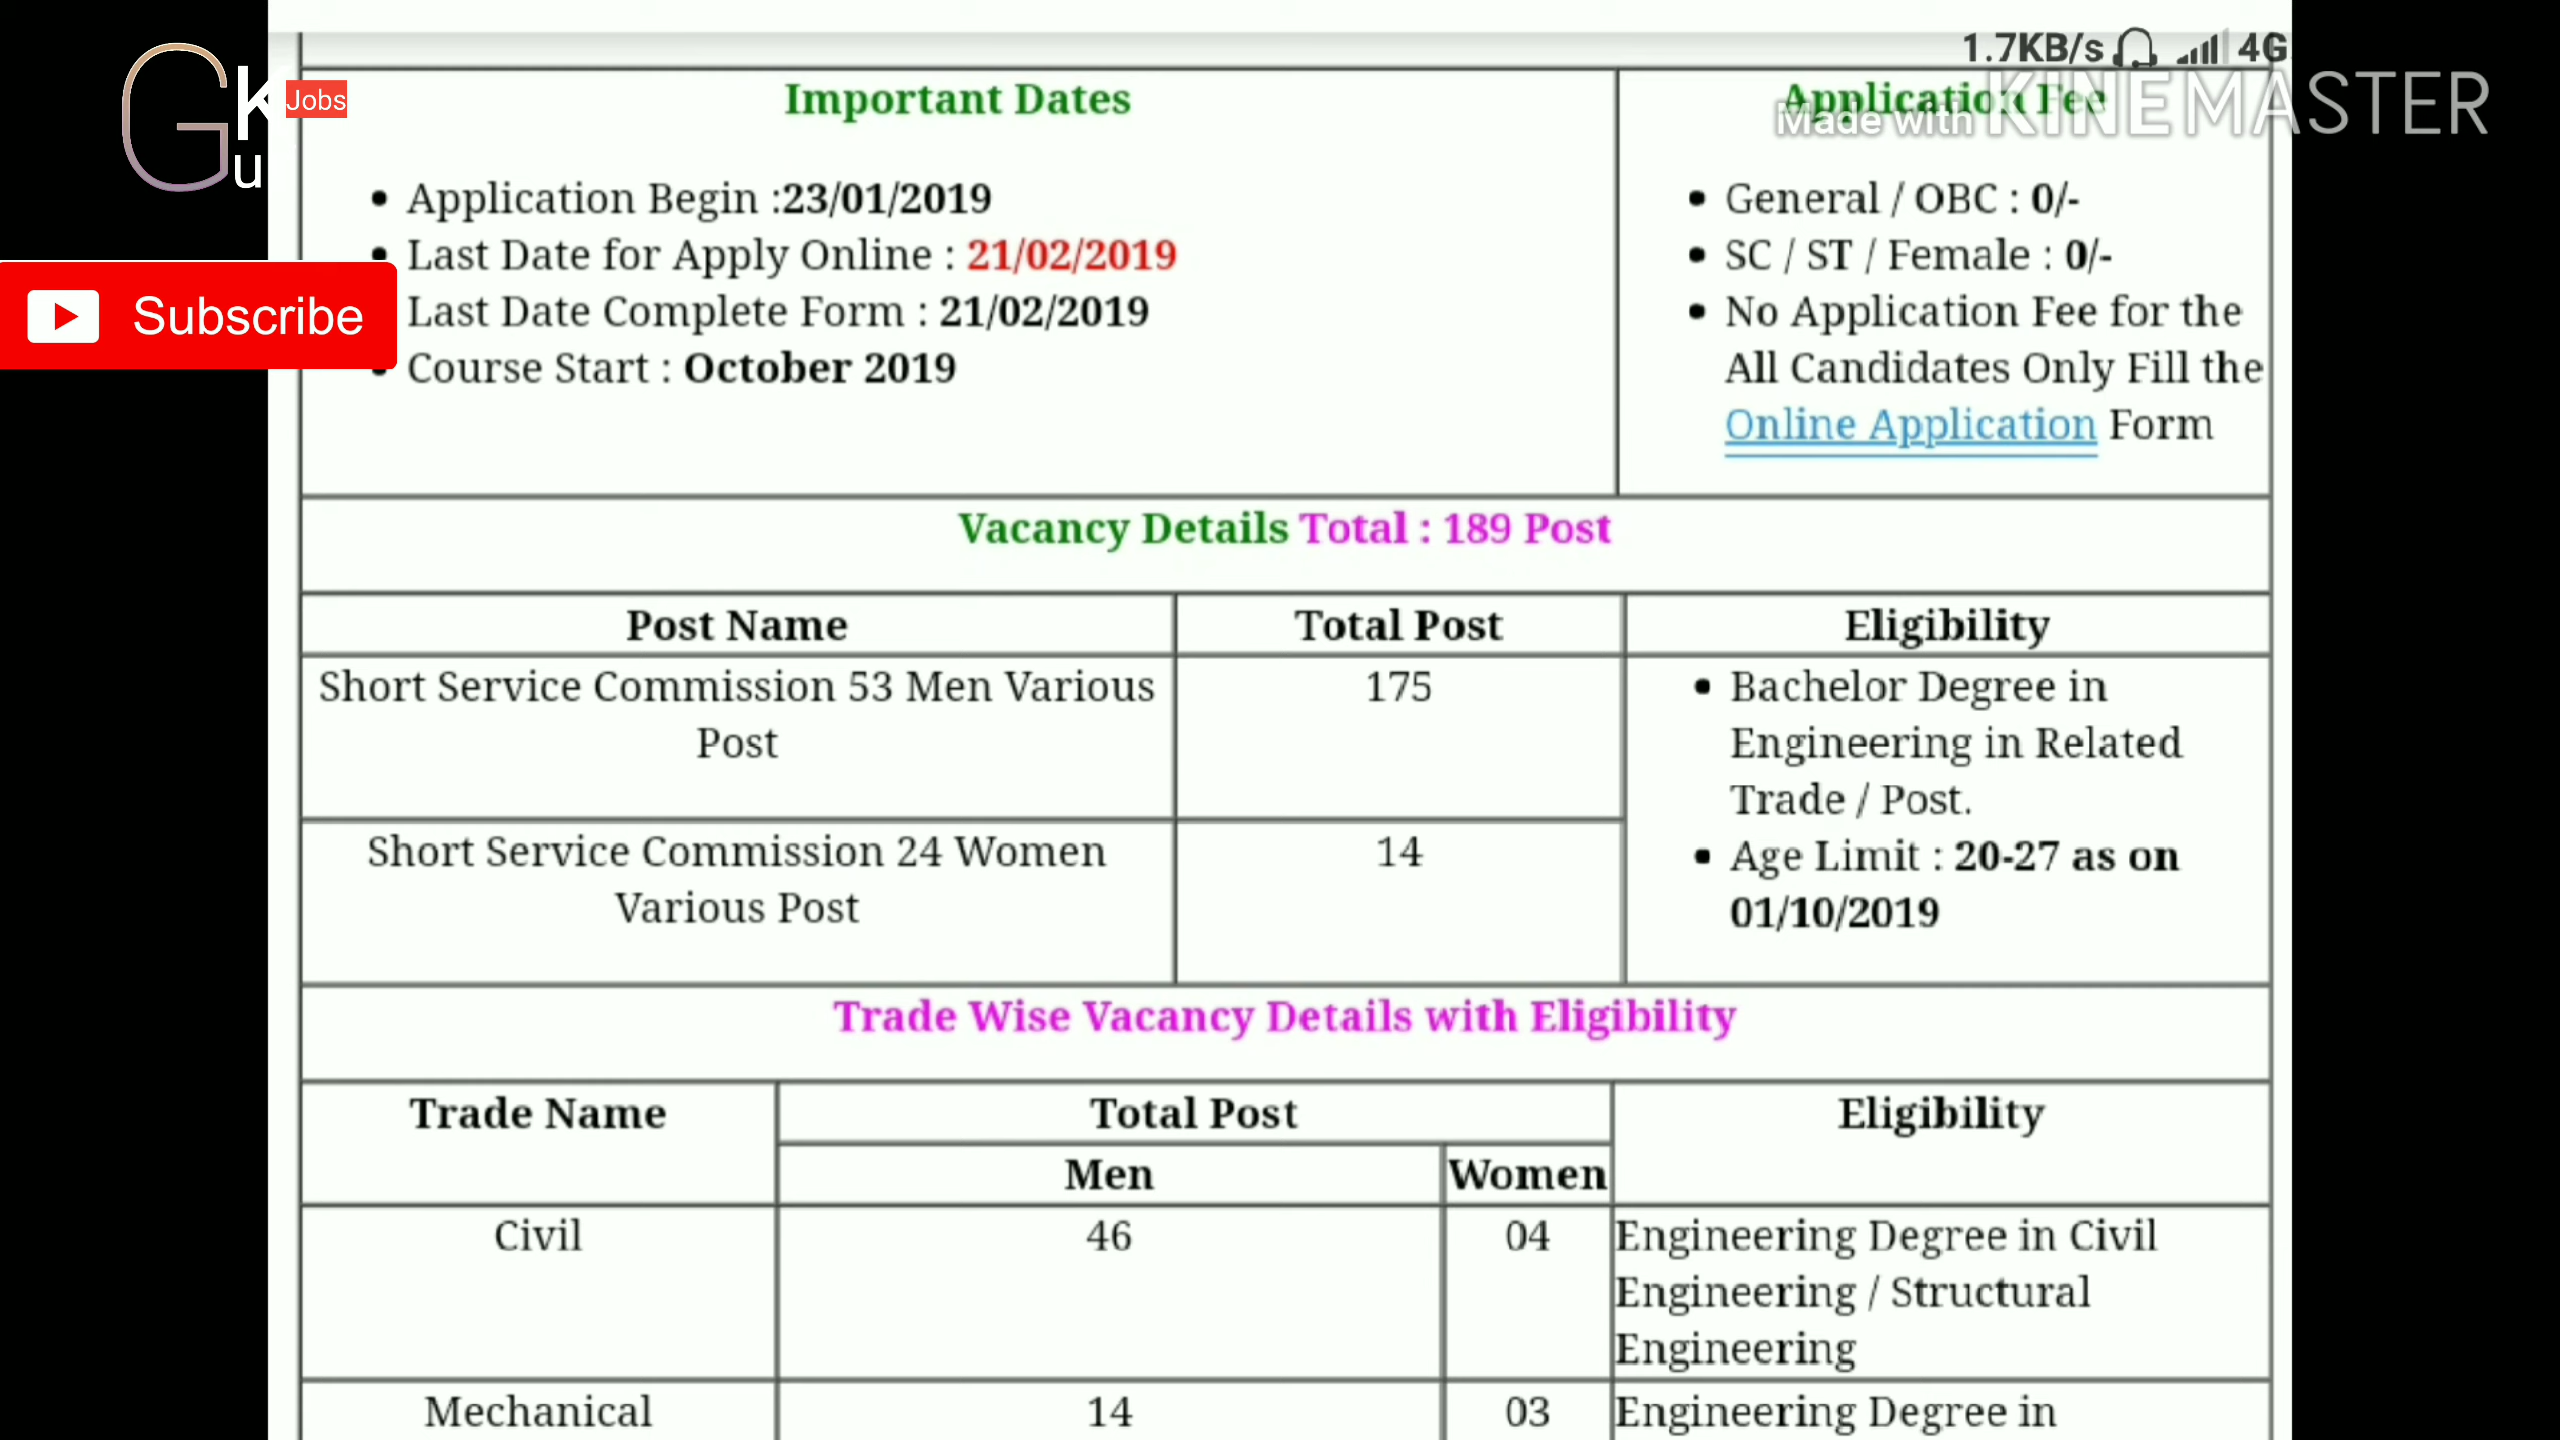 1.7KB/s 4G
GK Jobs
u
Made with KINEMASTER
Subscribe
Important Dates
Application Begin :23/01/2019
Last Date for Apply Online : 21/02/2019
Last Date Complete Form : 21/02/2019
Course Start : October 2019
Application Fee
General / OBC : 0/-
SC / ST / Female : 0/-
No Application Fee for the
All Candidates Only Fill the
Online Application Form
Vacancy Details Total : 189 Post
Post Name Total Post Eligibility
Short Service Commission 53 Men Various
Post
175
Short Service Commission 24 Women
Various Post
14
Bachelor Degree in
Engineering in Related
Trade / Post.
Age Limit : 20-27 as on
01/10/2019
Trade Wise Vacancy Details with Eligibility
Trade Name Total Post Eligibility
Men Women
Civil 46 04 Engineering Degree in Civil
Engineering / Structural
Engineering
Mechanical 14 03 Engineering Degree in